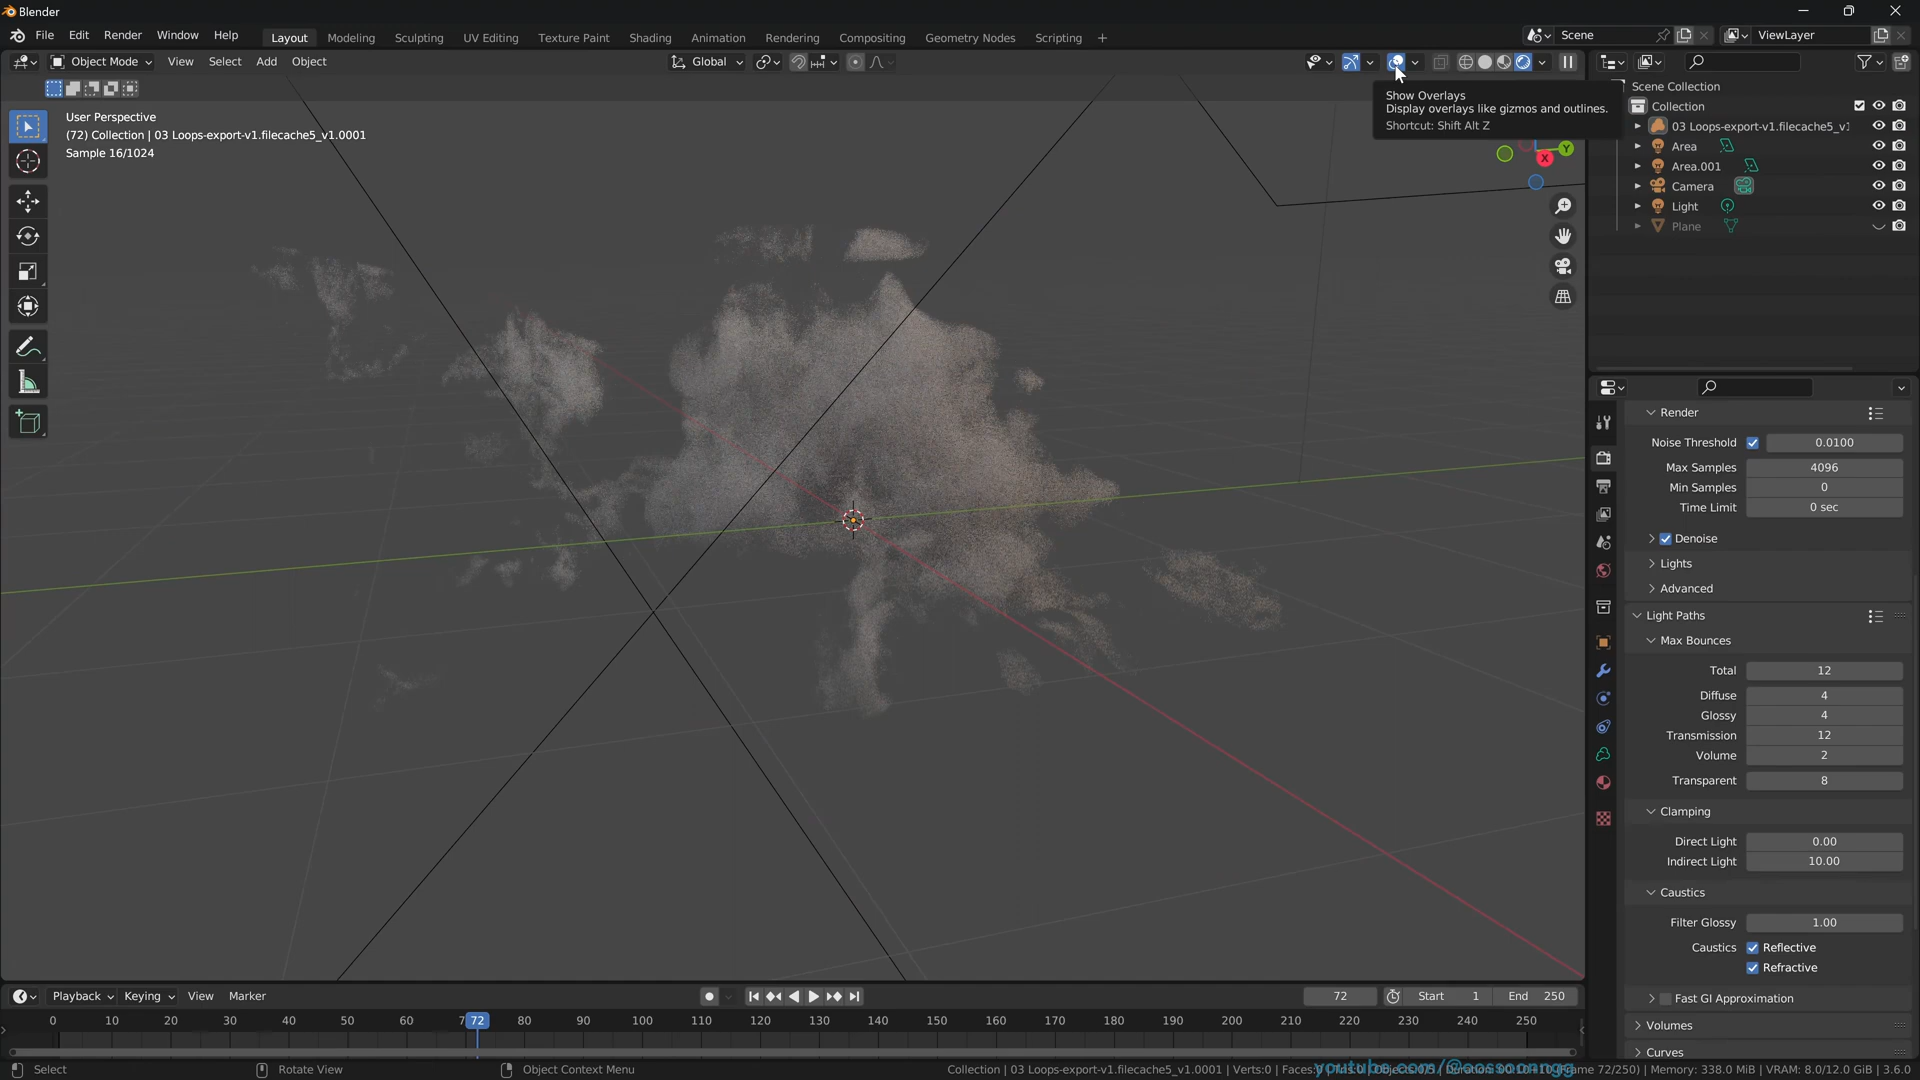 Blender
File Edit Render Window Help
Layout Modeling Sculpting UV Editing Texture Paint Shading Animation Rendering Compositing Geometry Nodes Scripting +
Scene
ViewLayer
Object Mode View Select Add Object
Global
User Perspective
(72) Collection | 03 Loops-export-v1.filecache5_v1.0001
Sample 16/1024
Show Overlays
Display overlays like gizmos and outlines.
Shortcut: Shift Alt Z
X
Y
Scene Collection
Collection
03 Loops-export-v1.filecache5_v1
Area
Area.001
Camera
Light
Plane
Render
Noise Threshold 0.0100
Max Samples 4096
Min Samples 0
Time Limit 0 sec
Denoise
Lights
Advanced
Light Paths
Max Bounces
Total 12
Diffuse 4
Glossy 4
Transmission 12
Volume 2
Transparent 8
Clamping
Direct Light 0.00
Indirect Light 10.00
Caustics
Filter Glossy 1.00
Caustics Reflective
Refractive
Fast GI Approximation
Volumes
Curves
Playback Keying View Marker
72 Start 1 End 250
0 10 20 30 40 50 60 7 72 80 90 100 110 120 130 140 150 160 170 180 190 200 210 220 230 240 250
Select Rotate View Object Context Menu
Collection | 03 Loops-export-v1.filecache5_v1.0001 | Verts:0 | Faces: Frame 72/250) | Memory: 338.0 MiB | VRAM: 8.0/12.0 GiB | 3.6.0